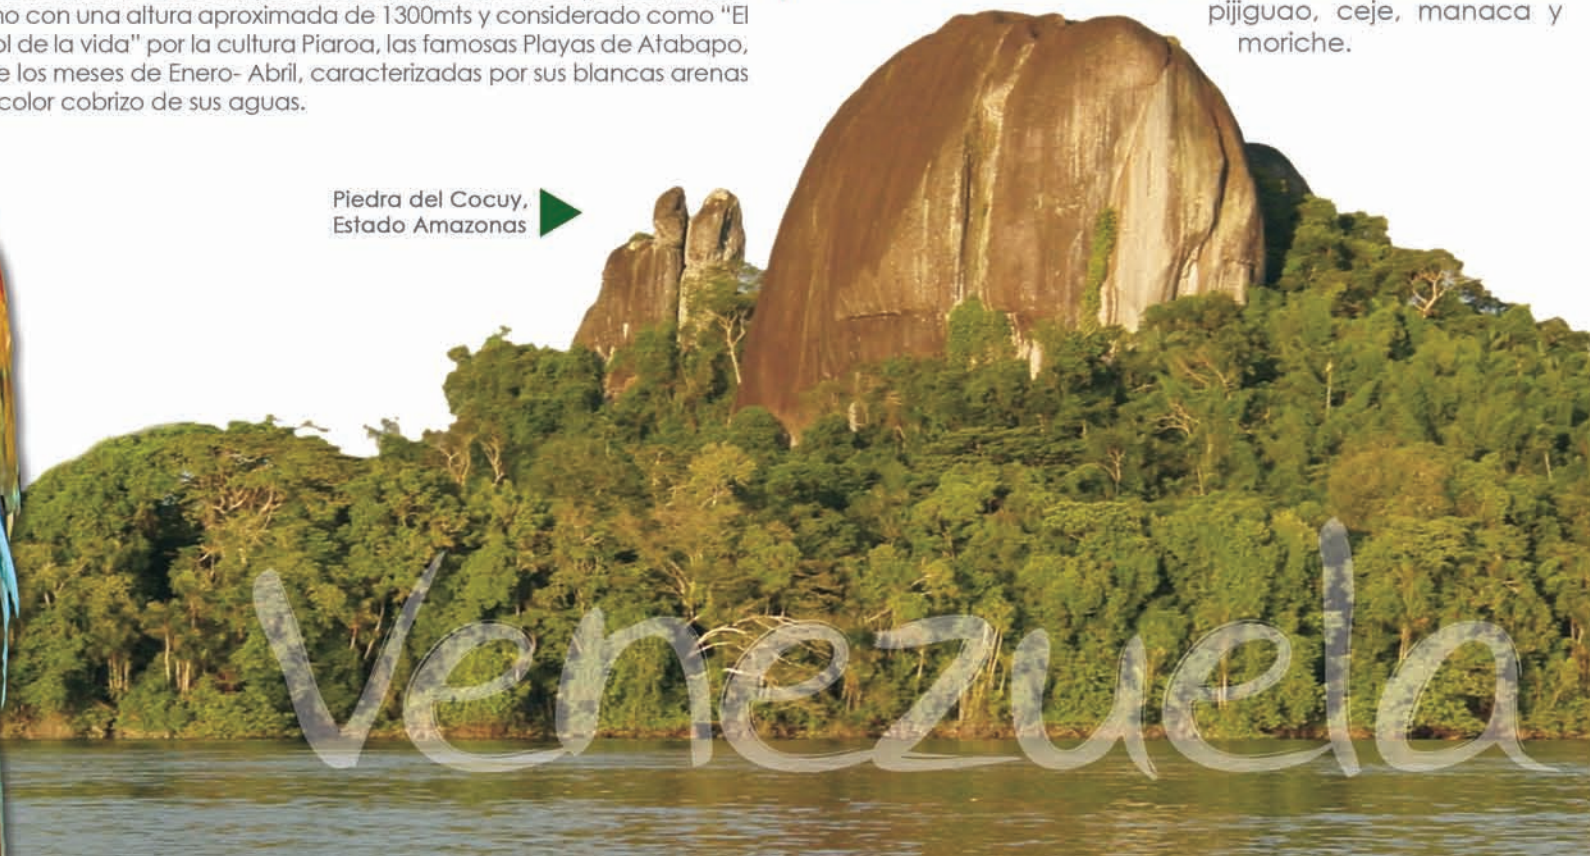 con una altura aproximada de 1300mts y considerado como “El
de la vida” por la cultura Piaroa, las famosas Playas de Atabapo,
los meses de Enero- Abril, caracterizadas por sus blancas arenas
color cobrizo de sus aguas.
pijiguao, ceje, manaca y
moriche.
Piedra del Cocuy,
Estado Amazonas
Venezuela